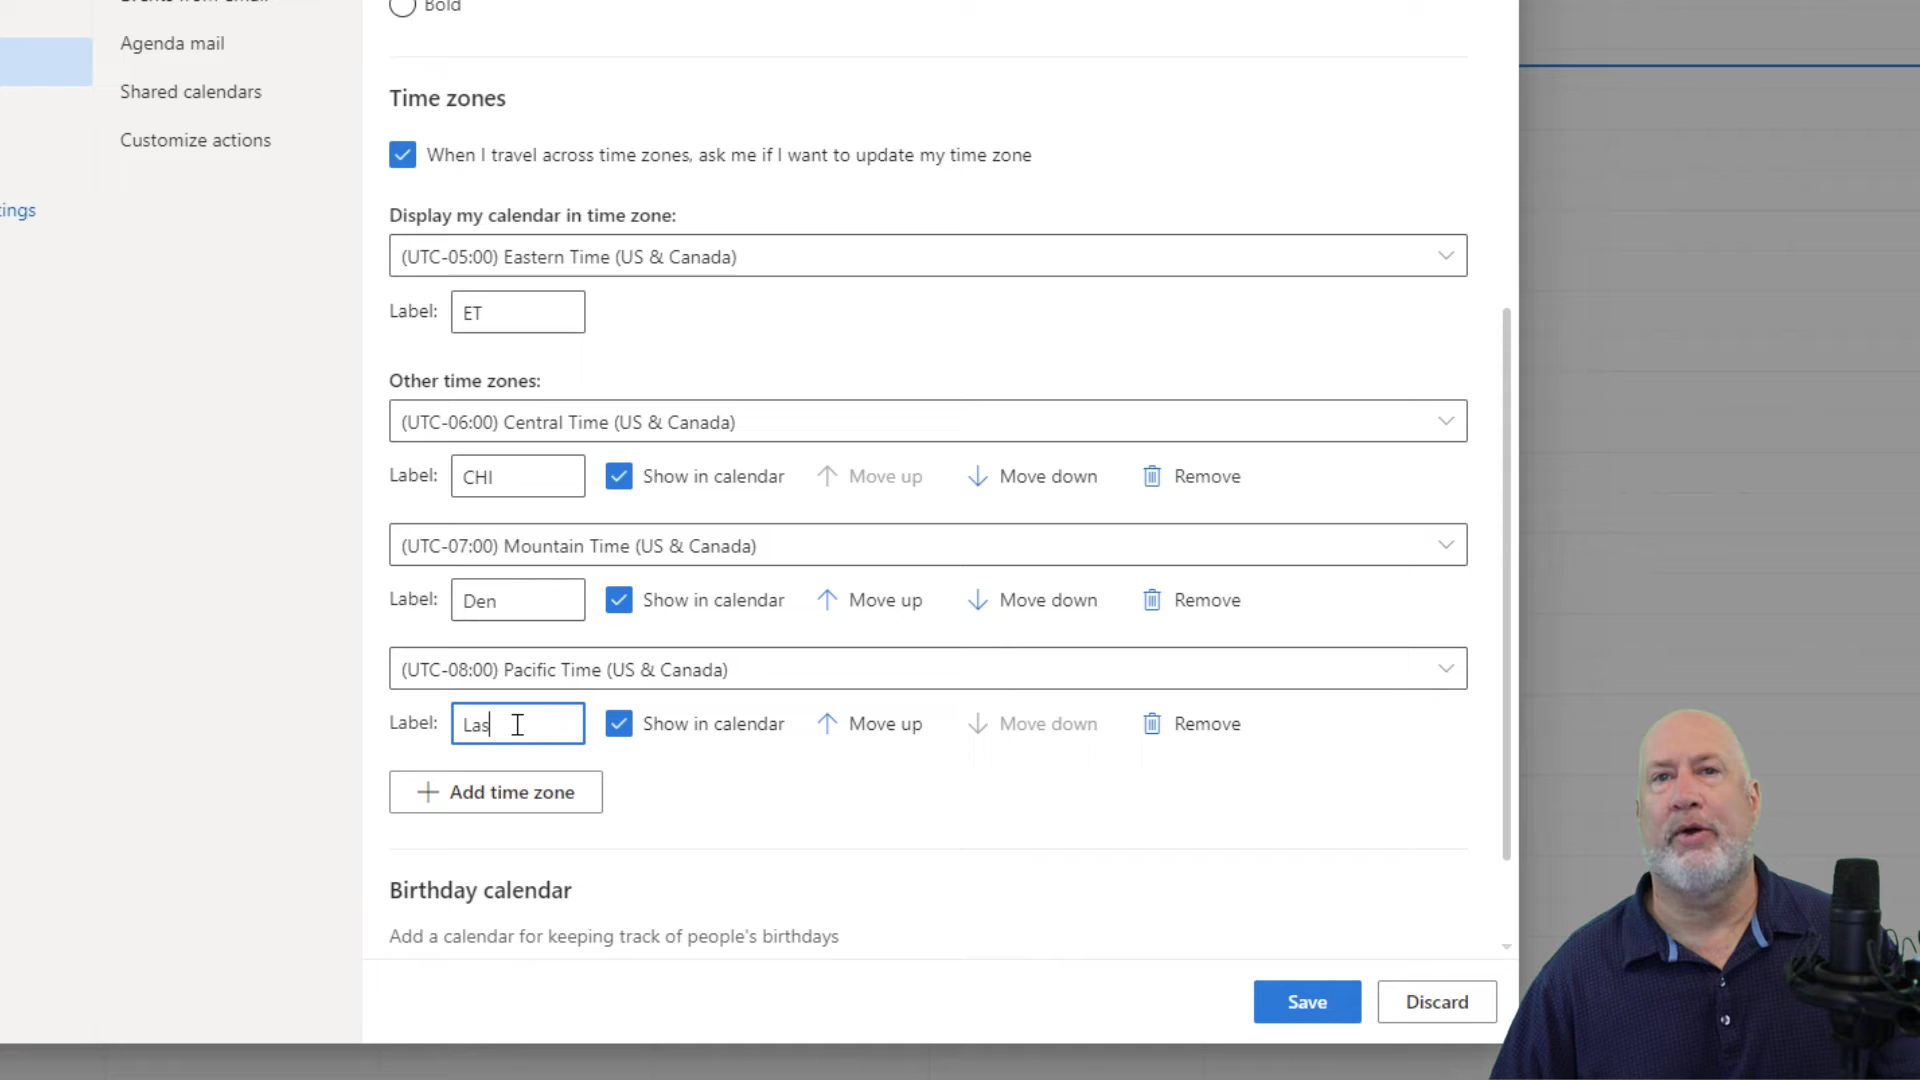 Bold
Agenda mail
Shared calendars
Customize actions
tings
Time zones
When I travel across time zones, ask me if I want to update my time zone
Display my calendar in time zone:
(UTC-05:00) Eastern Time (US & Canada)
Label: ET
Other time zones:
(UTC-06:00) Central Time (US & Canada)
Label: CHI Show in calendar Move up Move down Remove
(UTC-07:00) Mountain Time (US & Canada)
Label: Den Show in calendar Move up Move down Remove
(UTC-08:00) Pacific Time (US & Canada)
Label: Las Show in calendar Move up Move down Remove
Add time zone
Birthday calendar
Add a calendar for keeping track of people's birthdays
Save Discard